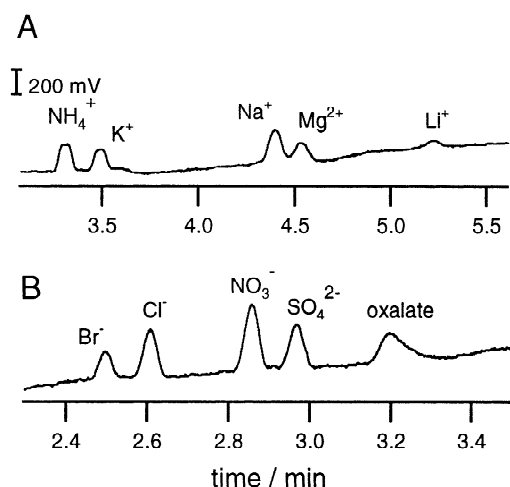 A
200 mV
NH₄⁺ K⁺ Na⁺ Mg²⁺ Li⁺
3.5 4.0 4.5 5.0 5.5
B
Br⁻ Cl⁻ NO₃⁻ SO₄²⁻ oxalate
2.4 2.6 2.8 3.0 3.2 3.4
time / min